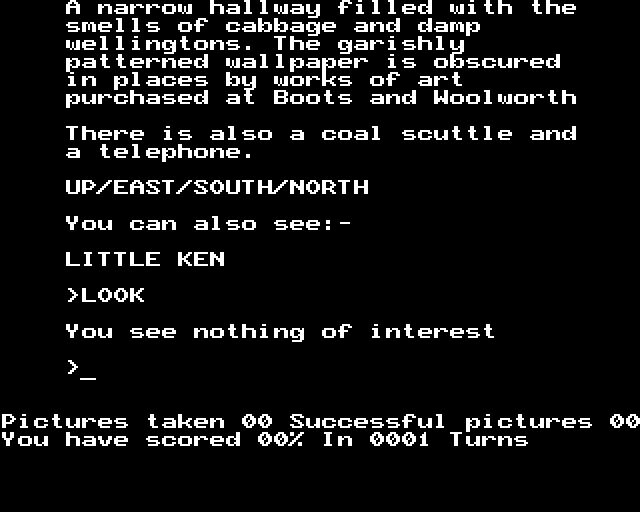 A narrow hallway filled with the
smells of cabbage and damp
wellingtons. The garishly
patterned wallpaper is obscured
in places by works of art
purchased at Boots and Woolworth
There is also a coal scuttle and
a telephone.
UP/EAST/SOUTH/NORTH
You can also see:-
LITTLE KEN
>LOOK
You see nothing of interest
>_
Pictures taken 00 Successful pictures 00
You have scored 00% In 0001 Turns